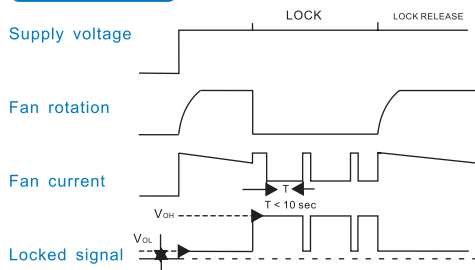 LOCK
LOCK RELEASE
Supply voltage
Fan rotation
Fan current
T
T < 10 sec
VOH
VOL
Locked signal